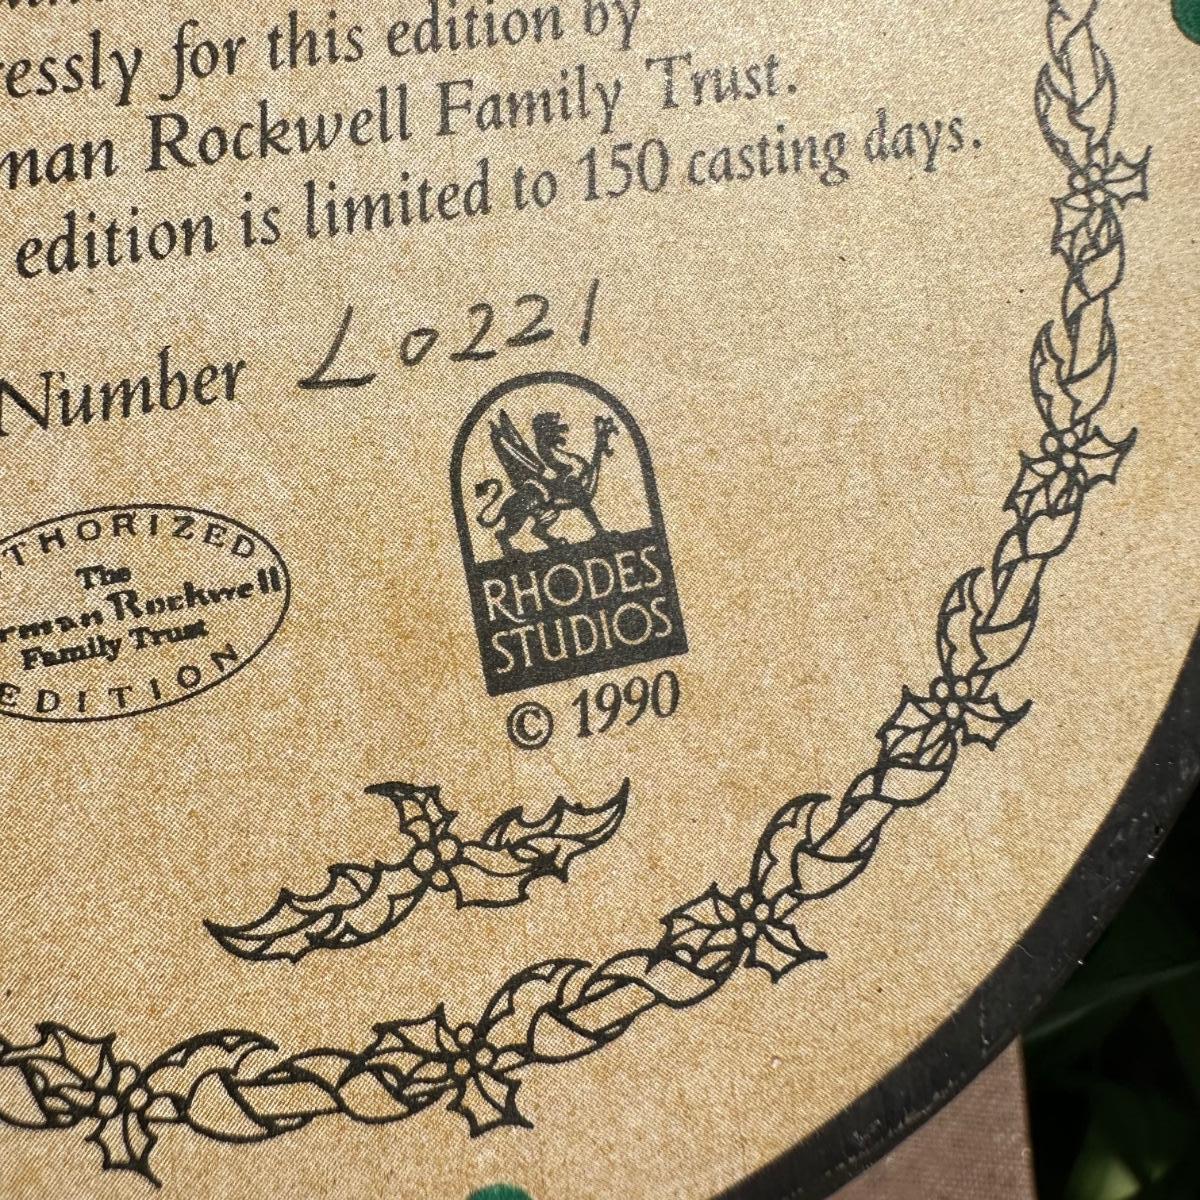 ressly for this edition by
man Rockwell Family Trust.
edition is limited to 150 casting days.
Number L0221
THORIZED
The
rman Rockwell
Family Trust
EDITION
RHODES
STUDIOS
© 1990